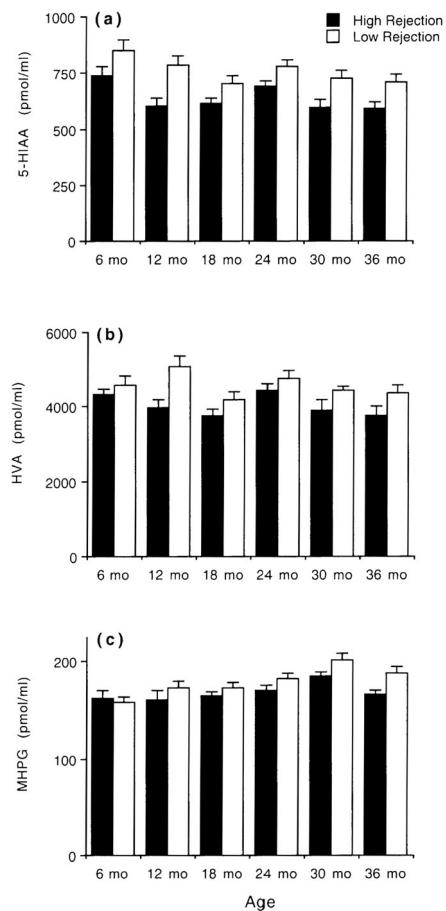 (a)
High Rejection
Low Rejection
5-HIAA (pmol/ml)
1000
750
500
250
0
6 mo 12 mo 18 mo 24 mo 30 mo 36 mo
(b)
HVA (pmol/ml)
6000
4000
2000
0
6 mo 12 mo 18 mo 24 mo 30 mo 36 mo
(c)
MHPG (pmol/ml)
200
100
0
6 mo 12 mo 18 mo 24 mo 30 mo 36 mo
Age